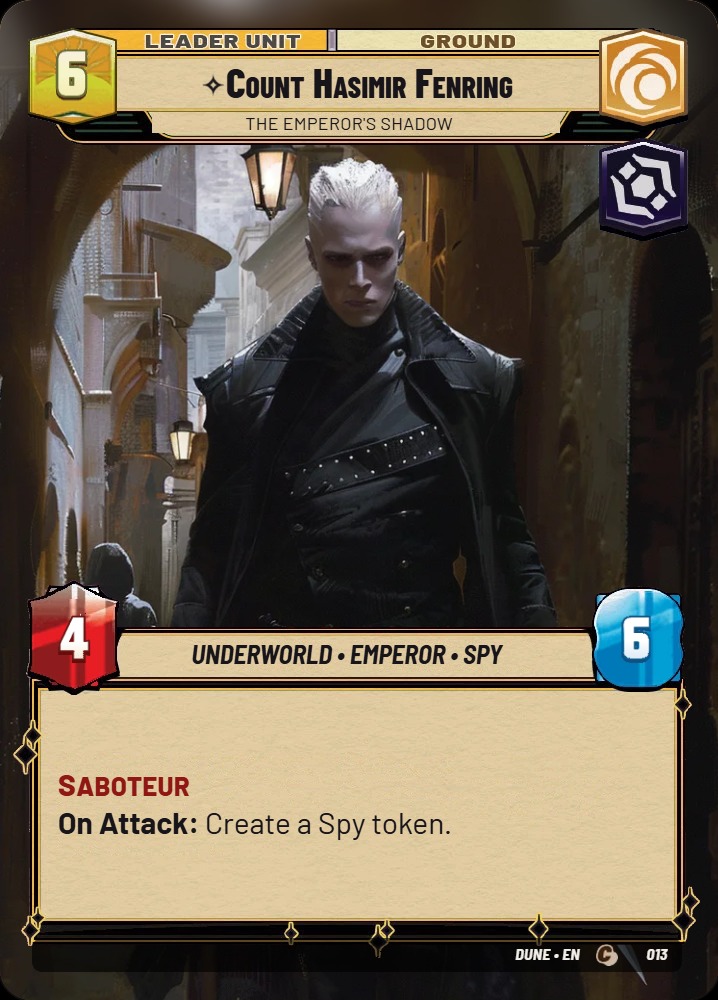 LEADER UNIT GROUND
6
✧COUNT HASIMIR FENRING
THE EMPEROR'S SHADOW
4
UNDERWORLD • EMPEROR • SPY
6
SABOTEUR
On Attack: Create a Spy token.
DUNE • EN C 013